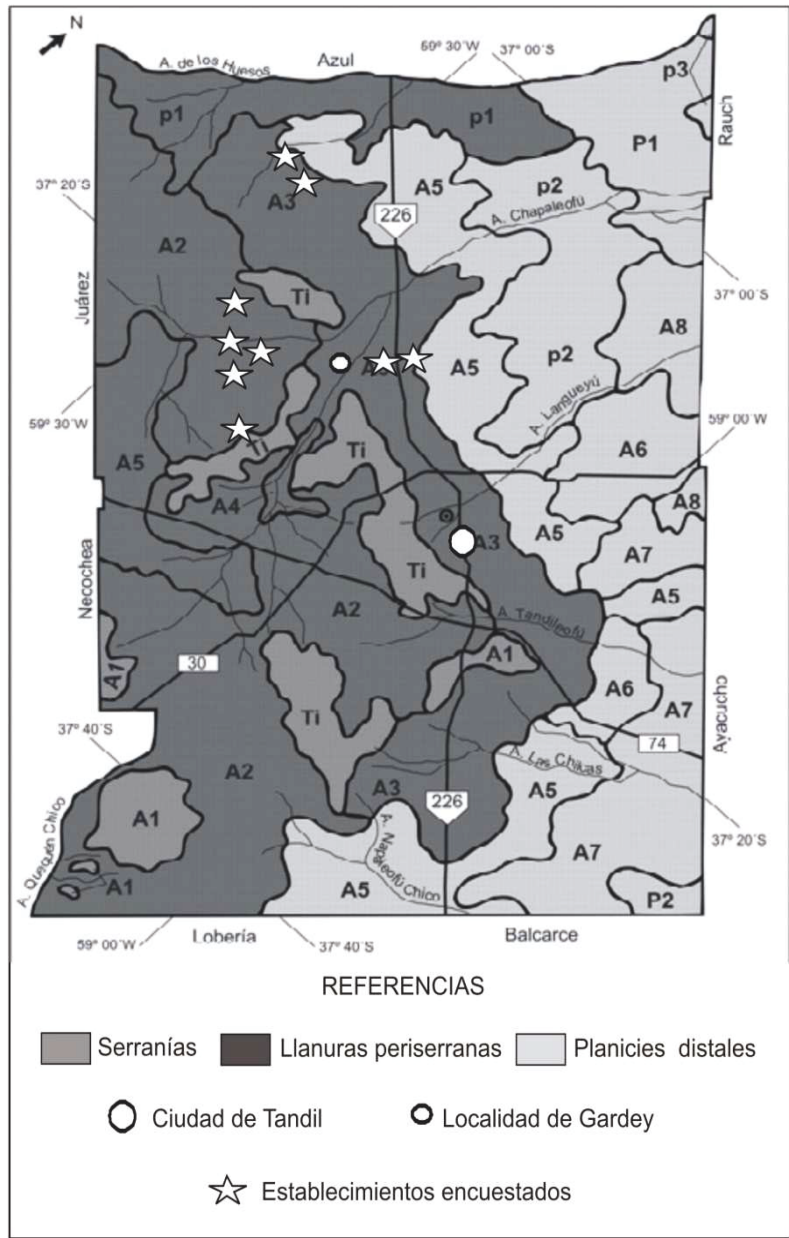 N
A. de los Huesos
Azul
59° 30´W
37° 00´S
p3
Rauch
p1
p1
P1
37° 20´S
A3
A5
p2
226
A. Chapaleofú
A2
Juárez
Ti
37° 00´S
A8
A5
p2
59° 30´W
A. Langueyú
59° 00´W
Ti
Ti
A6
A5
A4
A8
A3
A5
A7
Ti
A5
Necochea
A2
A. Tandileofú
A1
A1
30
A6
Ayacucho
A7
Ti
74
37° 40´S
A2
A. Las Chikas
A3
A5
A1
226
37° 20´S
A. Quequén Chico
A. Napaleofú Chico
A7
A1
A5
P2
59° 00´W
Lobería
37° 40´S
Balcarce
REFERENCIAS
Serranías
Llanuras periserranas
Planicies distales
Ciudad de Tandil
Localidad de Gardey
Establecimientos encuestados